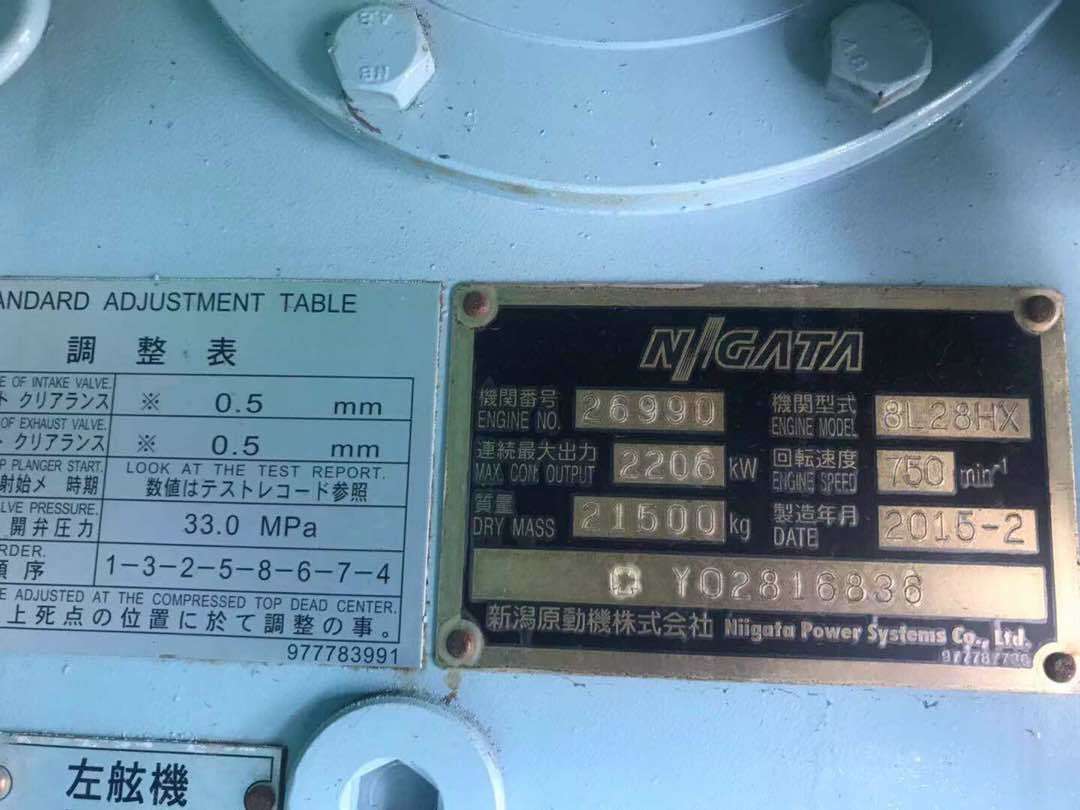 4.8
NB
8.A
ANDARD ADJUSTMENT TABLE
調整表
E OF INTAKE VALVE.
ト クリアランス ※ 0.5 mm
OF EXHAUST VALVE.
ト クリアランス ※ 0.5 mm
P PLANGER START.
射始メ 時期
LOOK AT THE TEST REPORT.
数値はテストレコード参照
LVE PRESSURE.
開弁圧力 33.0 MPa
RDER.
順序 1-3-2-5-8-6-7-4
E ADJUSTED AT THE COMPRESSED TOP DEAD CENTER.
上死点の位置に於て調整の事。
977783991
NIIGATA
機関番号
ENGINE NO. 26990
機関型式
ENGINE MODEL 8L28HX
連続最大出力
MAX. CON. OUTPUT 2206 kW
回転速度
ENGINE SPEED 750 min-1
質量
DRY MASS 21500 kg
製造年月
DATE 2015-2
Y02816836
新潟原動機株式会社 Niigata Power Systems Co., Ltd.
左舷機